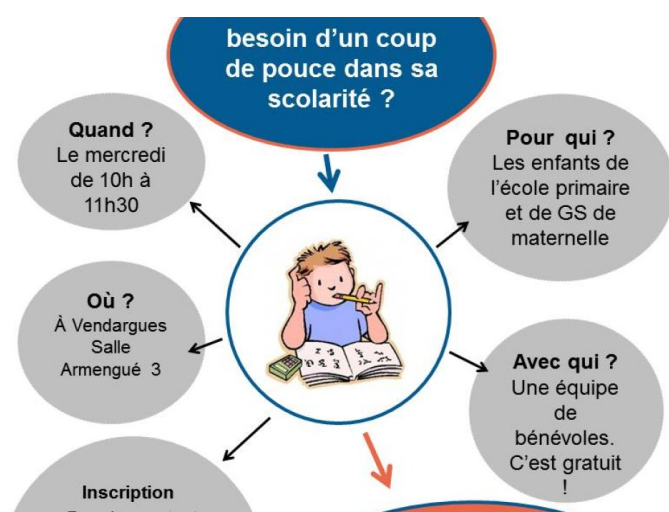 besoin d’un coup
de pouce dans sa
scolarité ?
Quand ?
Le mercredi
de 10h à
11h30
Pour qui ?
Les enfants de
l’école primaire
et de GS de
maternelle
Où ?
À Vendargues
Salle
Armengué 3
Avec qui ?
Une équipe
de
bénévoles.
C’est gratuit
!
Inscription